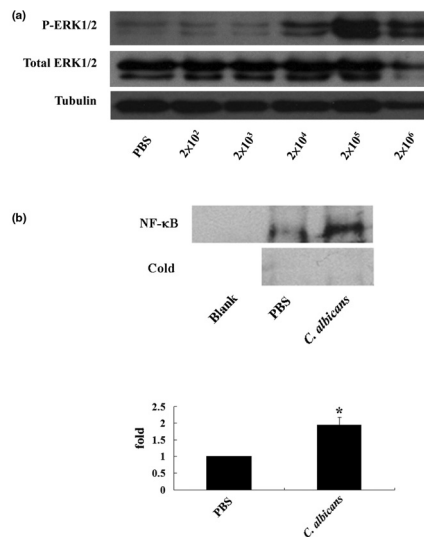 (a)
P-ERK1/2
Total ERK1/2
Tubulin
PBS 2×10² 2×10³ 2×10⁴ 2×10⁵ 2×10⁶
(b)
NF-κB
Cold
Blank PBS C. albicans
fold
2.5
2
1.5
1
0.5
0
*
PBS C. albicans